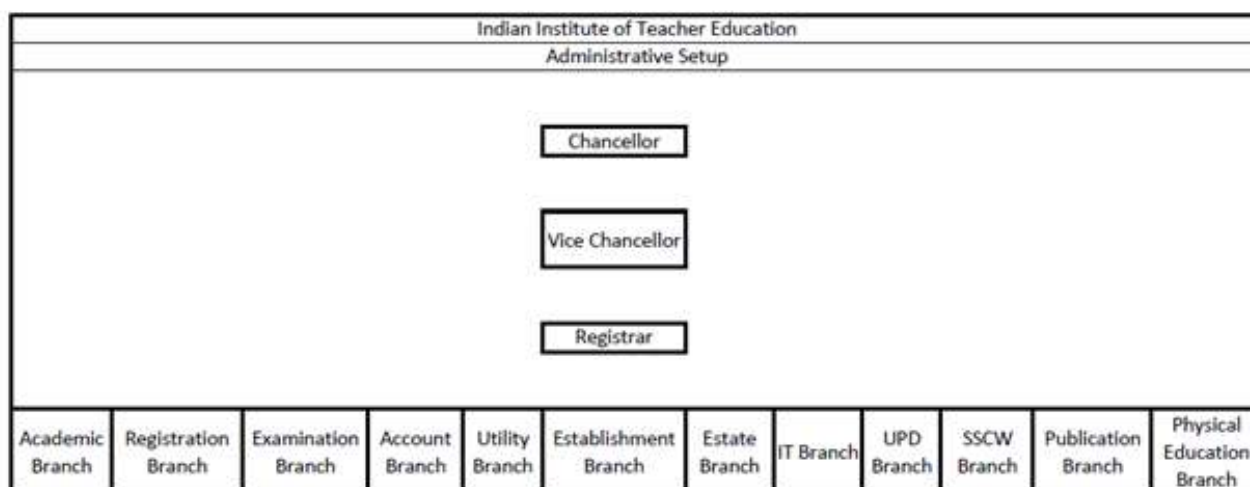 Indian Institute of Teacher Education
Administrative Setup
Chancellor
Vice Chancellor
Registrar
Academic
Branch
Registration
Branch
Examination
Branch
Account
Branch
Utility
Branch
Establishment
Branch
Estate
Branch
IT Branch
UPD
Branch
SSCW
Branch
Publication
Branch
Physical
Education
Branch